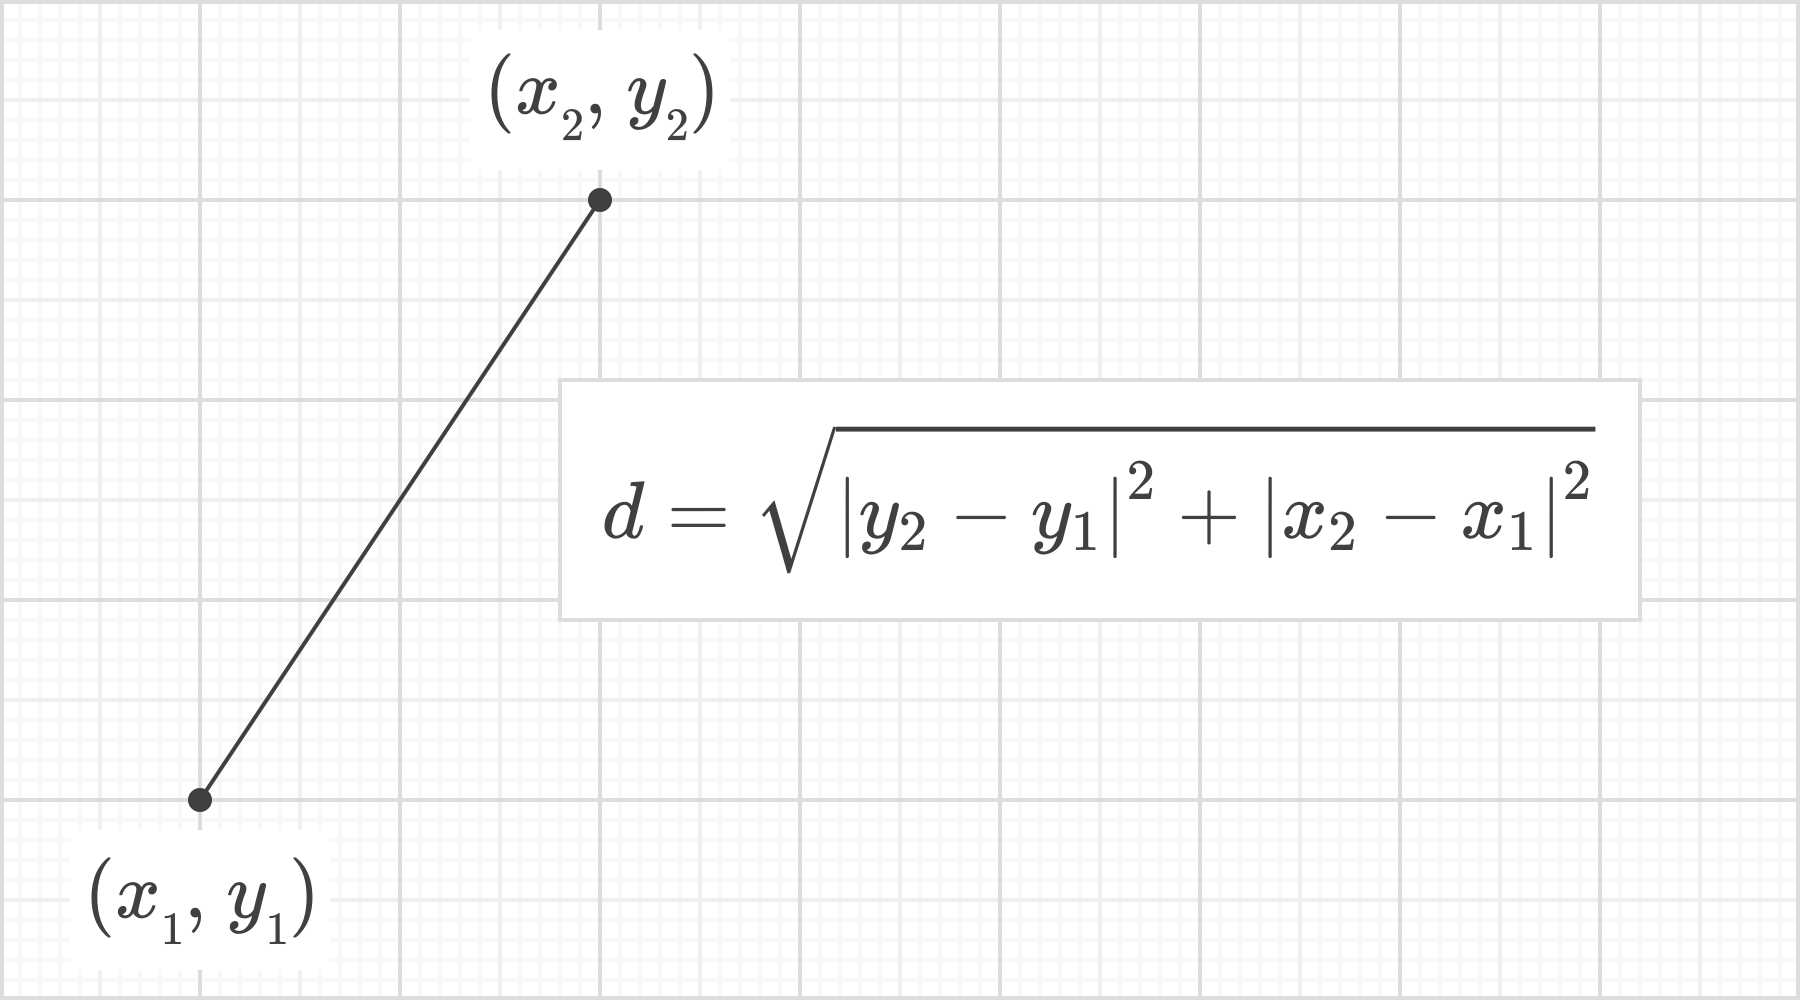 (x₂, y₂)
d = √(|y₂ − y₁|² + |x₂ − x₁|²)
(x₁, y₁)